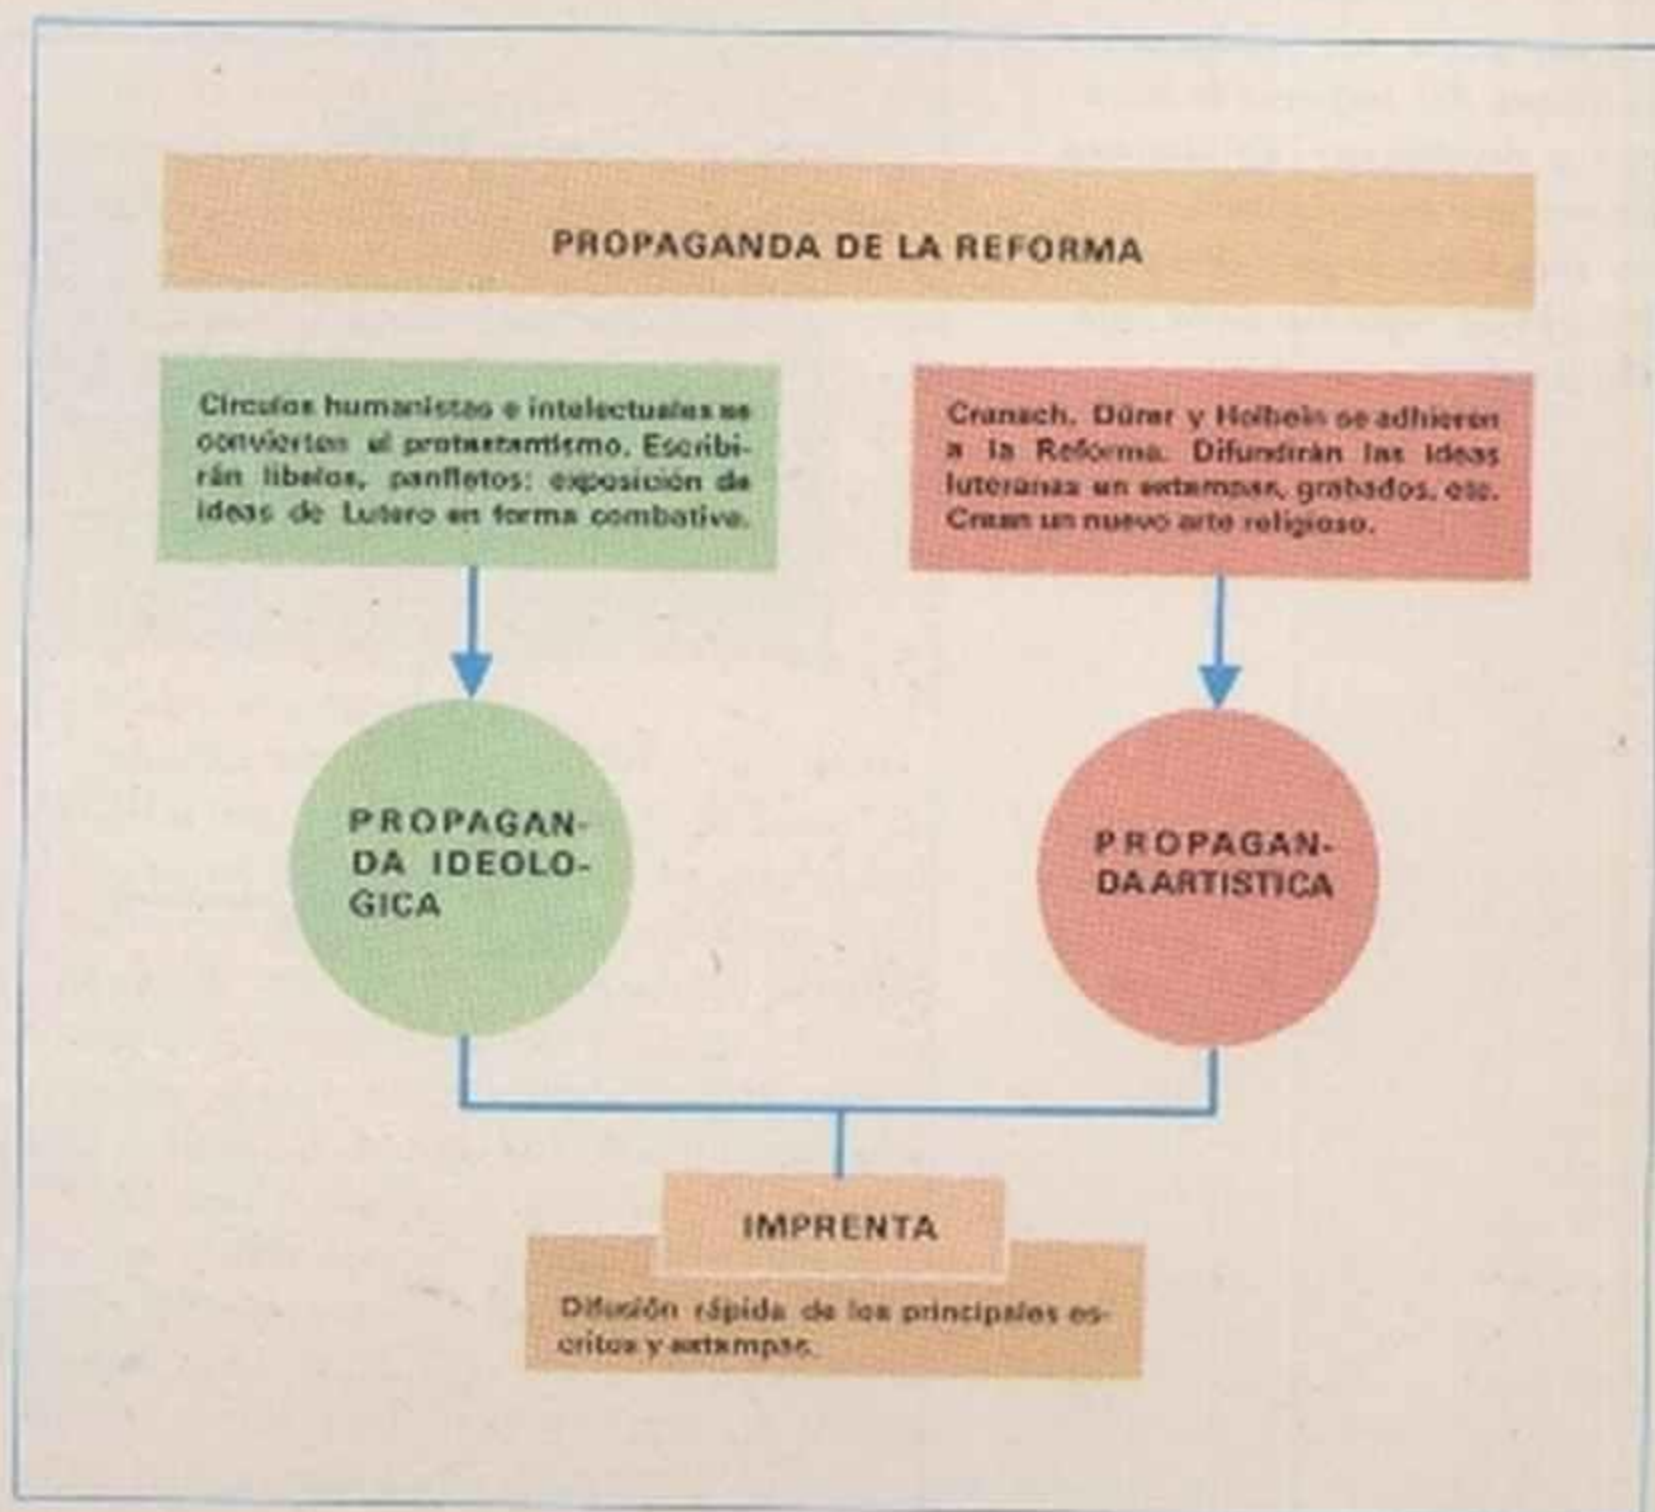 PROPAGANDA DE LA REFORMA
Círculos humanistas e intelectuales se
convierten al protestantismo. Escribi-
rán libelos, panfletos: exposición de
ideas de Lutero en forma combativa.
Cranach, Dürer y Holbein se adhieren
a la Reforma. Difundirán las ideas
luteranas en estampas, grabados, etc.
Crean un nuevo arte religioso.
PROPAGAN-
DA IDEOLO-
GICA
PROPAGAN-
DA ARTISTICA
IMPRENTA
Difusión rápida de los principales es-
critos y estampas.